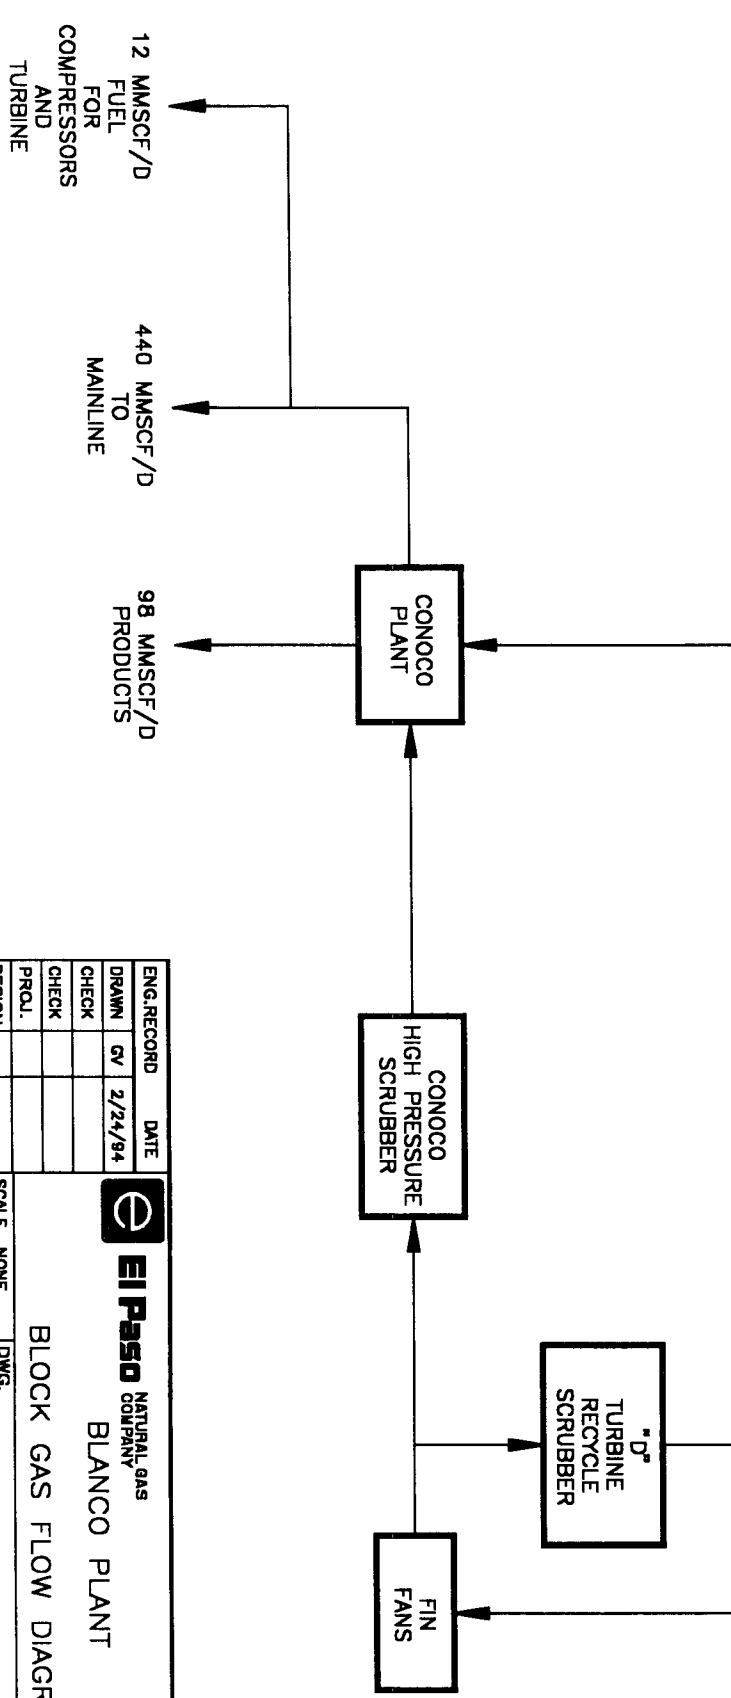 "D"
TURBINE
RECYCLE
SCRUBBER
FIN
FANS
CONOCO
HIGH PRESSURE
SCRUBBER
CONOCO
PLANT
12 MMSCF/D
FUEL
FOR
COMPRESSORS
AND
TURBINE
440 MMSCF/D
TO
MAINLINE
98 MMSCF/D
PRODUCTS
ENG.RECORD DATE
DRAWN GV 2/24/94
CHECK
CHECK
PROJ.
e El Paso NATURAL GAS
COMPANY
BLANCO PLANT
BLOCK GAS FLOW DIAGR
SCALE NONE DWG.